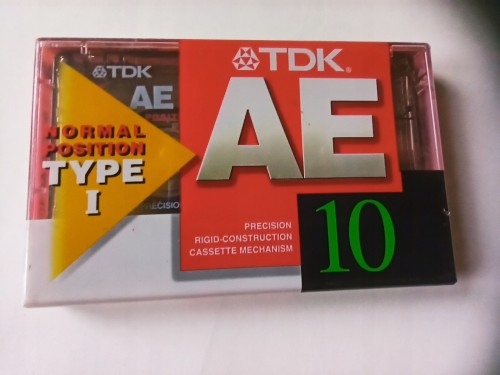 TDK
AE
NORMAL
POSITION
TYPE
I
TDK®
AE
PRECISION
RIGID-CONSTRUCTION
CASSETTE MECHANISM
10